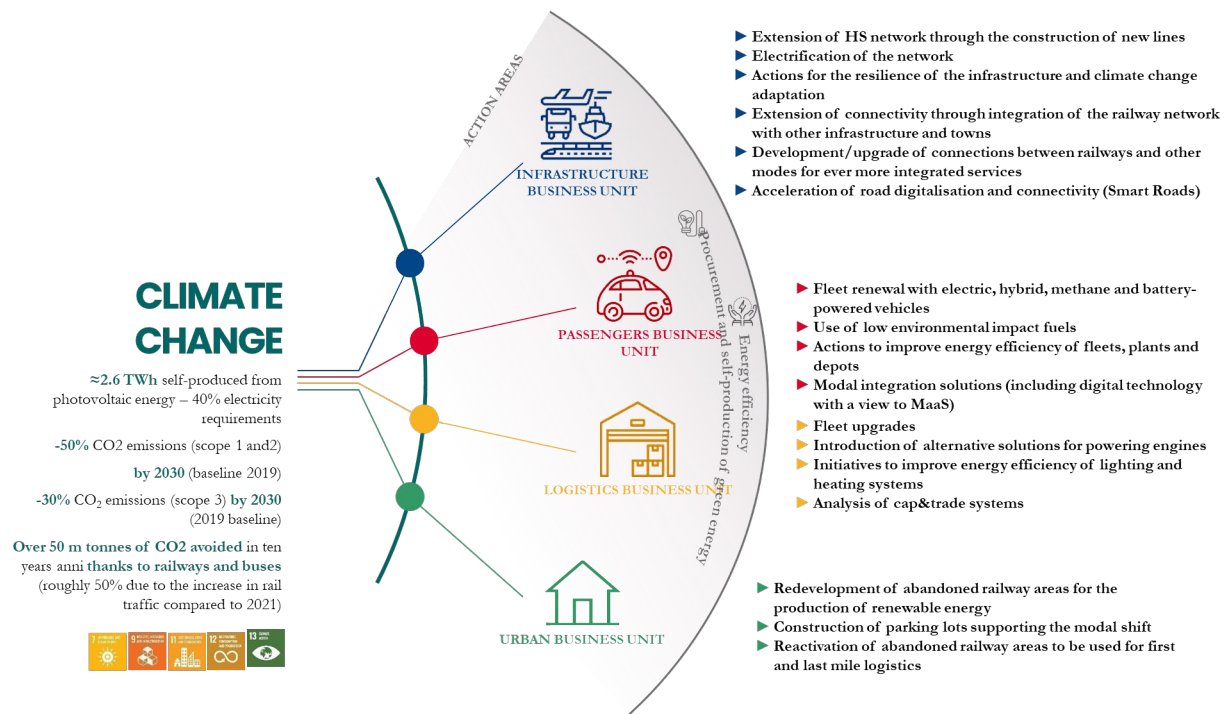 CLIMATE
CHANGE
≈2.6 TWh self-produced from
photovoltaic energy – 40% electricity
requirements
-50% CO2 emissions (scope 1 and2)
by 2030 (baseline 2019)
-30% CO₂ emissions (scope 3) by 2030
(2019 baseline)
Over 50 m tonnes of CO2 avoided in ten
years anni thanks to railways and buses
(roughly 50% due to the increase in rail
traffic compared to 2021)
7
9
11
12
13
ACTION AREAS
INFRASTRUCTURE
BUSINESS UNIT
PASSENGERS BUSINESS
UNIT
LOGISTICS BUSINESS UNIT
URBAN BUSINESS UNIT
Procurement and self-production of green energy
Energy efficiency
Extension of HS network through the construction of new lines
Electrification of the network
Actions for the resilience of the infrastructure and climate change
adaptation
Extension of connectivity through integration of the railway network
with other infrastructure and towns
Development/upgrade of connections between railways and other
modes for ever more integrated services
Acceleration of road digitalisation and connectivity (Smart Roads)
Fleet renewal with electric, hybrid, methane and battery-
powered vehicles
Use of low environmental impact fuels
Actions to improve energy efficiency of fleets, plants and
depots
Modal integration solutions (including digital technology
with a view to MaaS)
Fleet upgrades
Introduction of alternative solutions for powering engines
Initiatives to improve energy efficiency of lighting and
heating systems
Analysis of cap&trade systems
Redevelopment of abandoned railway areas for the
production of renewable energy
Construction of parking lots supporting the modal shift
Reactivation of abandoned railway areas to be used for first
and last mile logistics